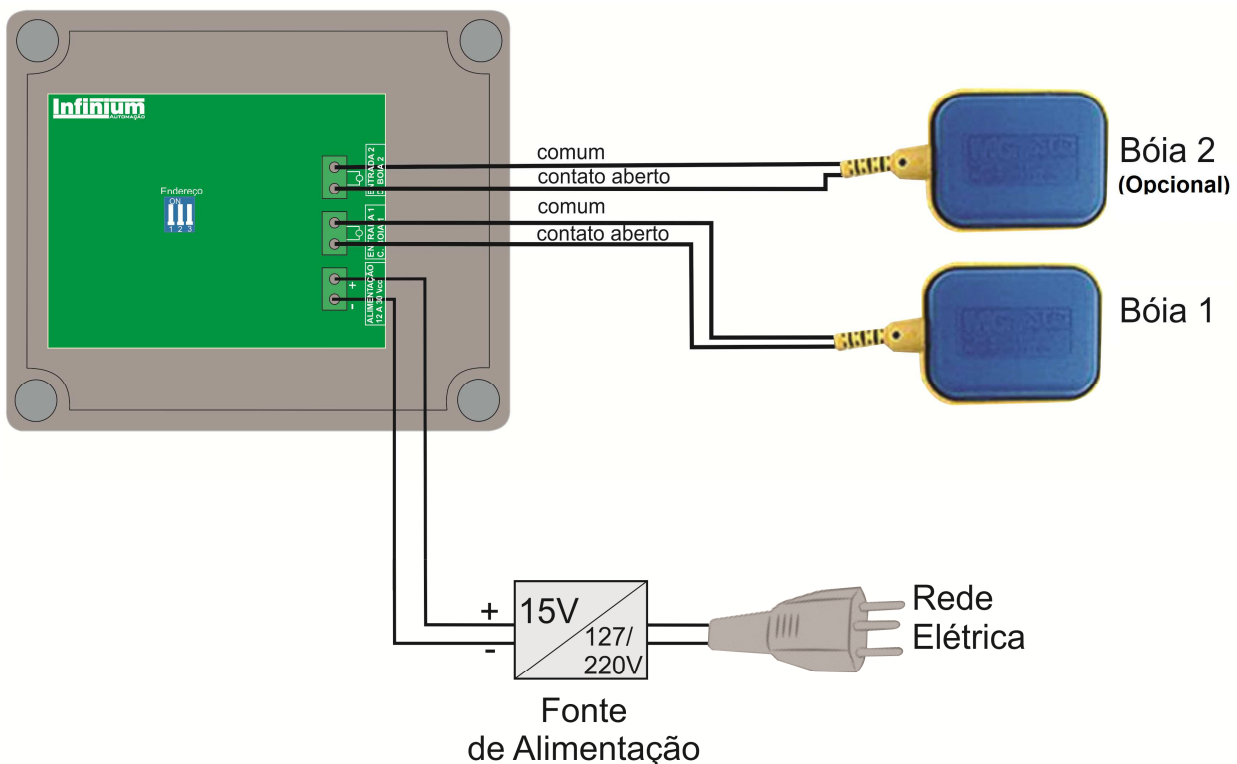 Infinium
AUTOMAÇÃO
Endereço
ON
1 2 3
ENTRADA 2
BOIA 2
ENTRADA 1
C. BOIA 1
ALIMENTAÇÃO
12 A 30 Vcc
+
-
comum
contato aberto
comum
contato aberto
Bóia 2
(Opcional)
Bóia 1
+
-
15V
127/
220V
Rede
Elétrica
Fonte
de Alimentação